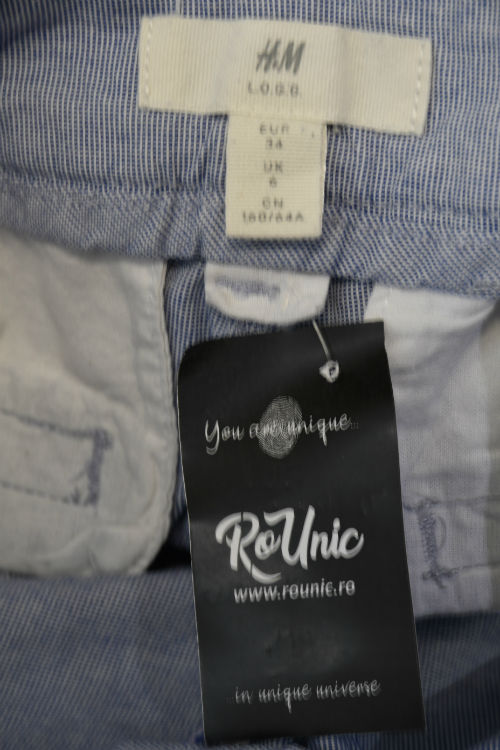 H&M
L.O.G.G.
EUR
34
UK
6
CN
160/64A
You are unique...
RoUnic
www.rounic.ro
...in unique universe